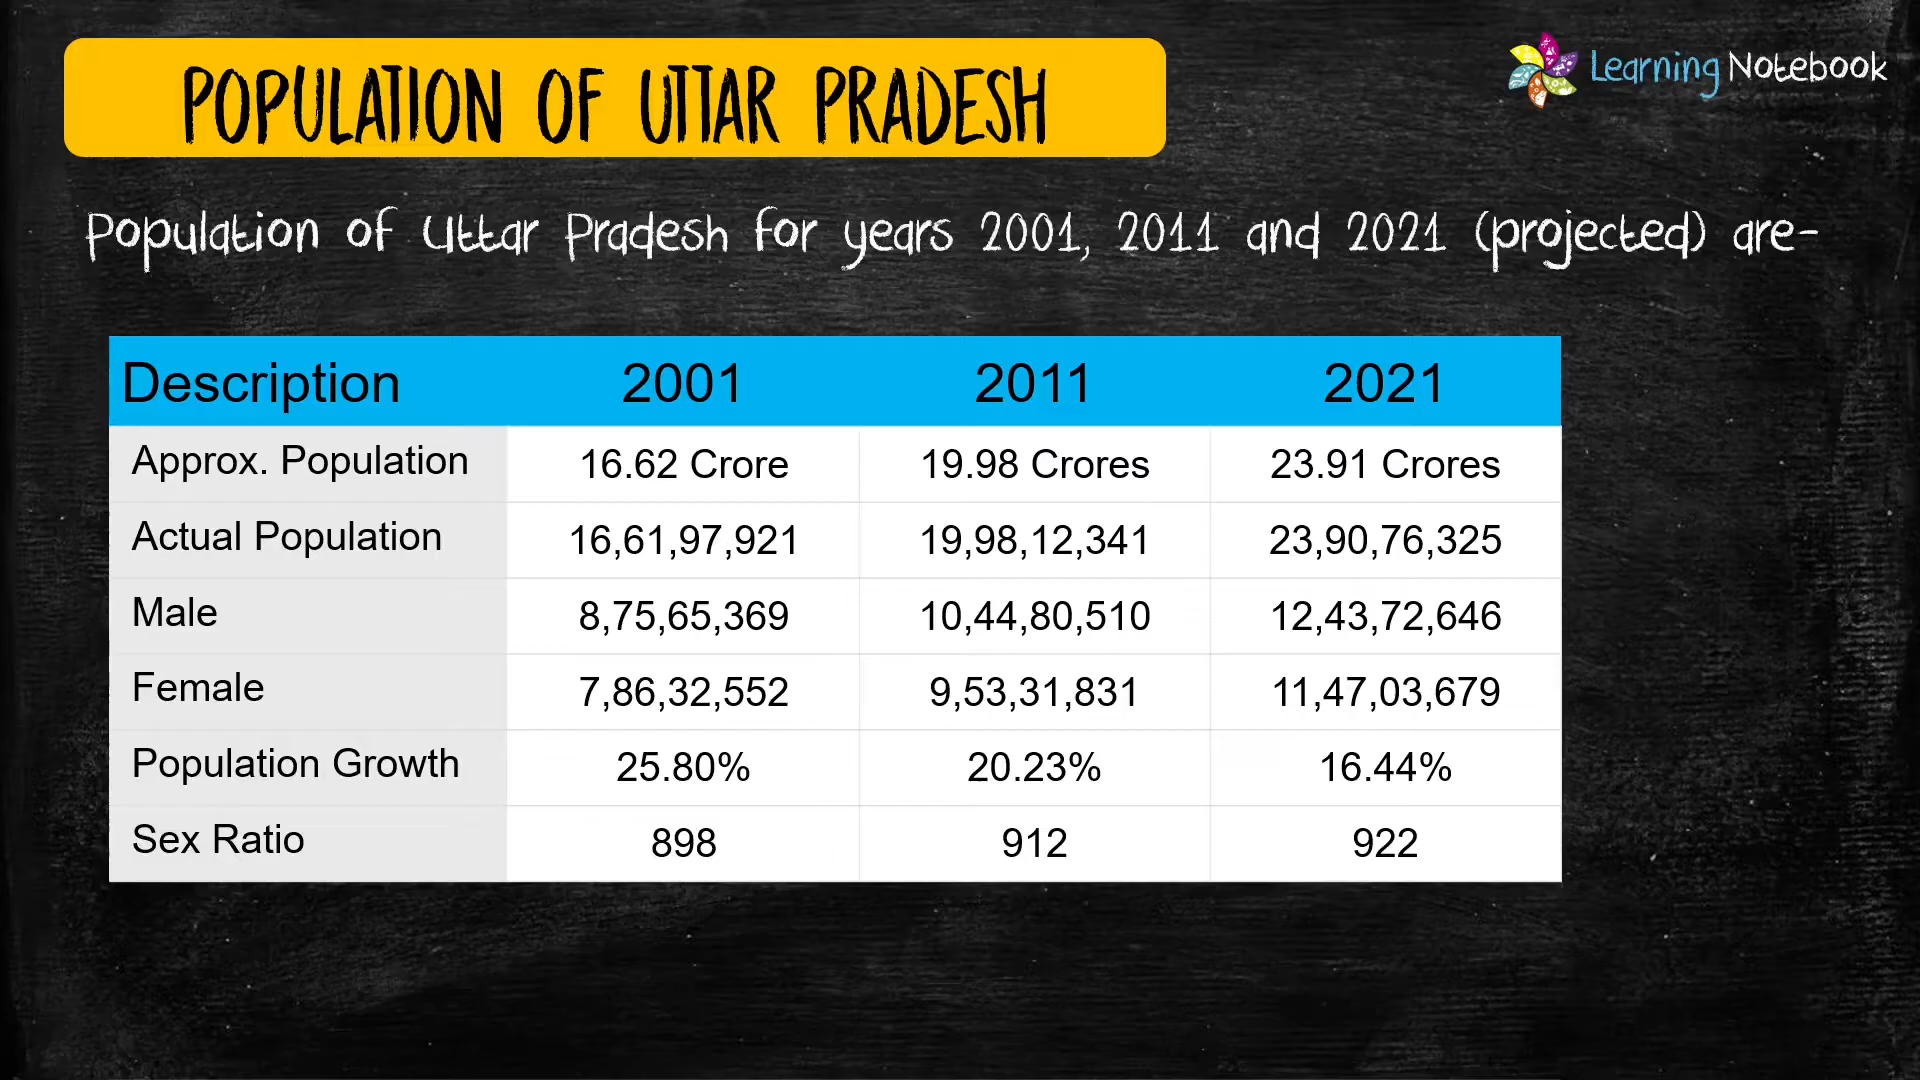 POPULATION OF UTTAR PRADESH
Learning Notebook
Population of Uttar Pradesh for years 2001, 2011 and 2021 (projected) are-
Description 2001 2011 2021
Approx. Population 16.62 Crore 19.98 Crores 23.91 Crores
Actual Population 16,61,97,921 19,98,12,341 23,90,76,325
Male 8,75,65,369 10,44,80,510 12,43,72,646
Female 7,86,32,552 9,53,31,831 11,47,03,679
Population Growth 25.80% 20.23% 16.44%
Sex Ratio 898 912 922